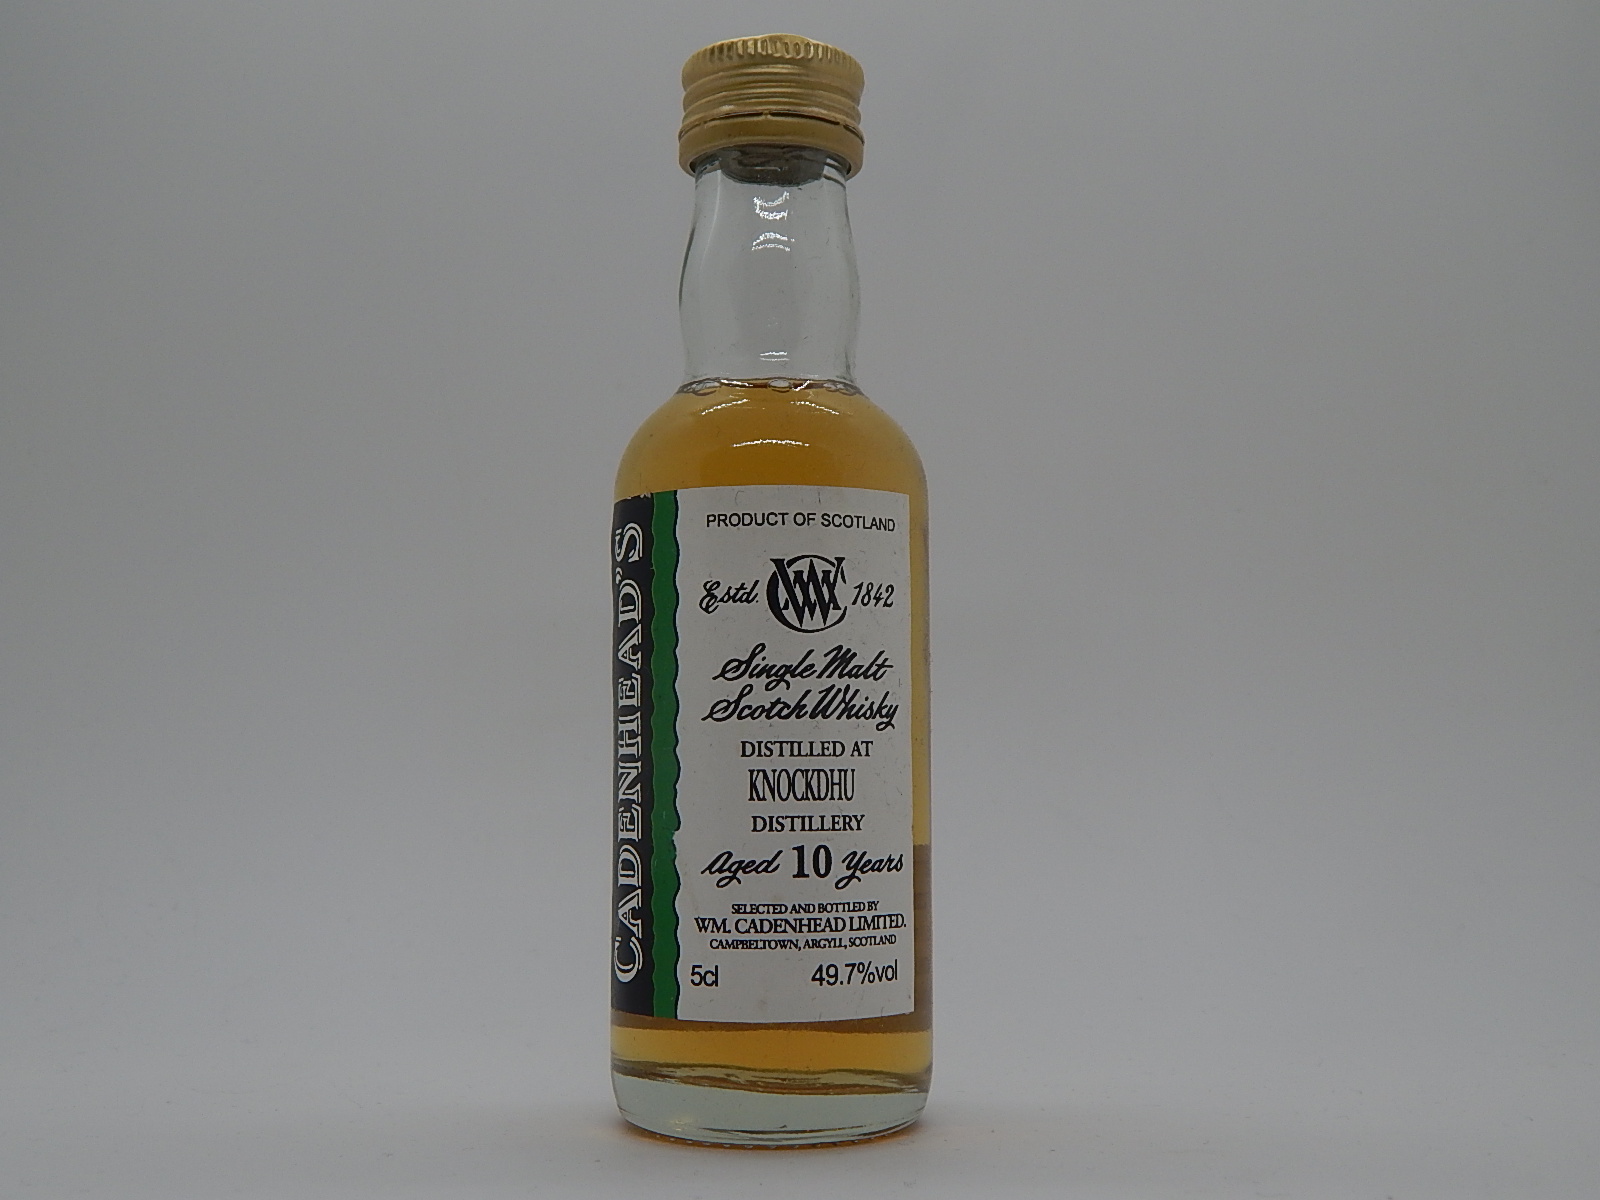 CADENHEAD'S
PRODUCT OF SCOTLAND
Estd. WC 1842
Single Malt
Scotch Whisky
DISTILLED AT
KNOCKDHU
DISTILLERY
Aged 10 Years
SELECTED AND BOTTLED BY
WM. CADENHEAD LIMITED.
CAMPBELTOWN, ARGYLL, SCOTLAND
5cl 49.7%vol